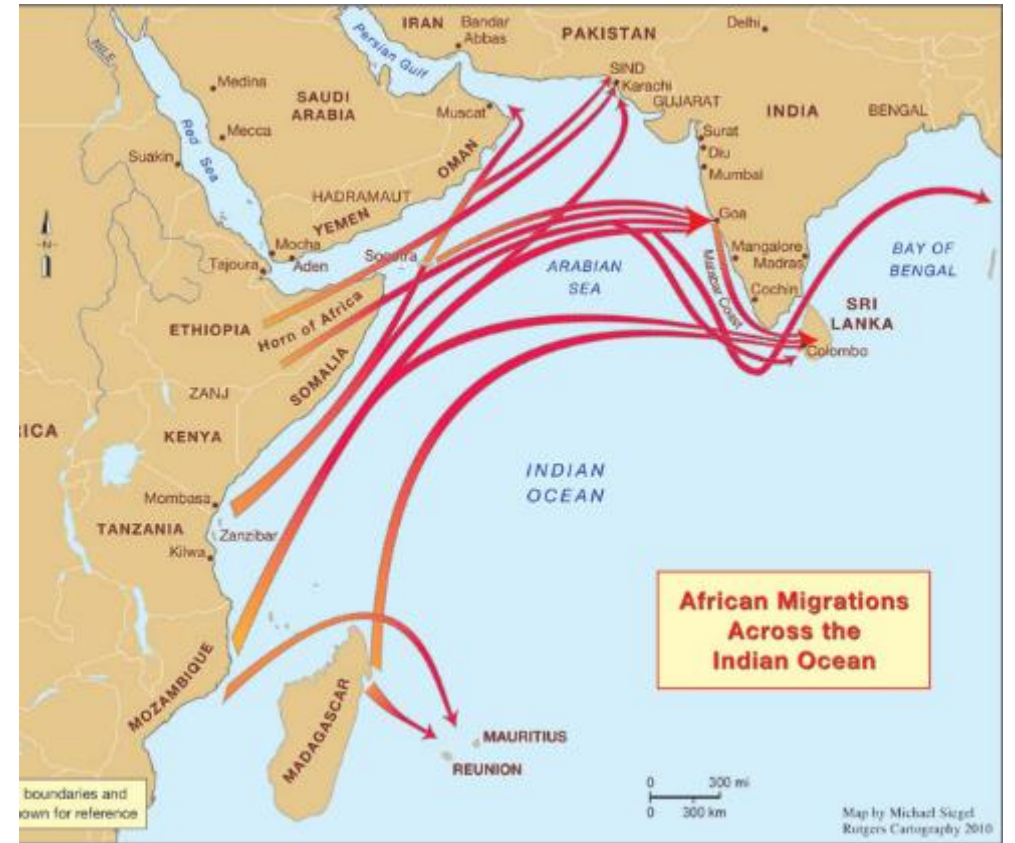 IRAN
Bandar
Abbas
PAKISTAN
Delhi
NILE
Persian Gulf
SIND
Karachi
Medina
SAUDI
ARABIA
Muscat
GUJARAT
INDIA
BENGAL
Mecca
Red Sea
Suakin
OMAN
Surat
Diu
Mumbai
HADRAMAUT
YEMEN
Goa
Mocha
Aden
Tajoura
Socotra
ARABIAN
SEA
Mangalore
Madras
Malabar Coast
Cochin
BAY OF
BENGAL
N
ETHIOPIA
Horn of Africa
SRI
LANKA
Colombo
SOMALIA
ZANJ
RICA
KENYA
INDIAN
OCEAN
Mombasa
TANZANIA
Zanzibar
Kilwa
African Migrations
Across the
Indian Ocean
MOZAMBIQUE
MADAGASCAR
MAURITIUS
REUNION
boundaries and
own for reference
0 300 mi
0 300 km
Map by Michael Siegel
Rutgers Cartography 2010